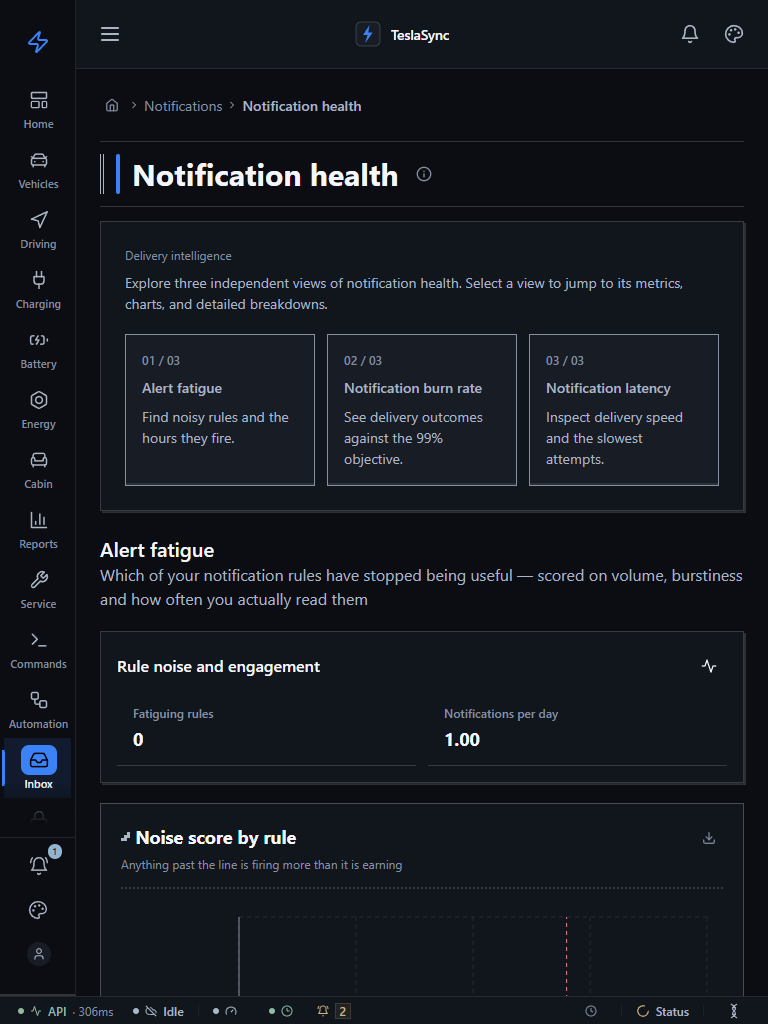 TeslaSync
Home
Vehicles
Driving
Charging
Battery
Energy
Cabin
Reports
Service
Commands
Automation
Inbox
1
Notifications
Notification health
Notification health
Delivery intelligence
Explore three independent views of notification health. Select a view to jump to its metrics,
charts, and detailed breakdowns.
01 / 03
Alert fatigue
Find noisy rules and the
hours they fire.
02 / 03
Notification burn rate
See delivery outcomes
against the 99%
objective.
03 / 03
Notification latency
Inspect delivery speed
and the slowest
attempts.
Alert fatigue
Which of your notification rules have stopped being useful — scored on volume, burstiness
and how often you actually read them
Rule noise and engagement
Fatiguing rules
0
Notifications per day
1.00
Noise score by rule
Anything past the line is firing more than it is earning
API · 306ms
Idle
2
Status